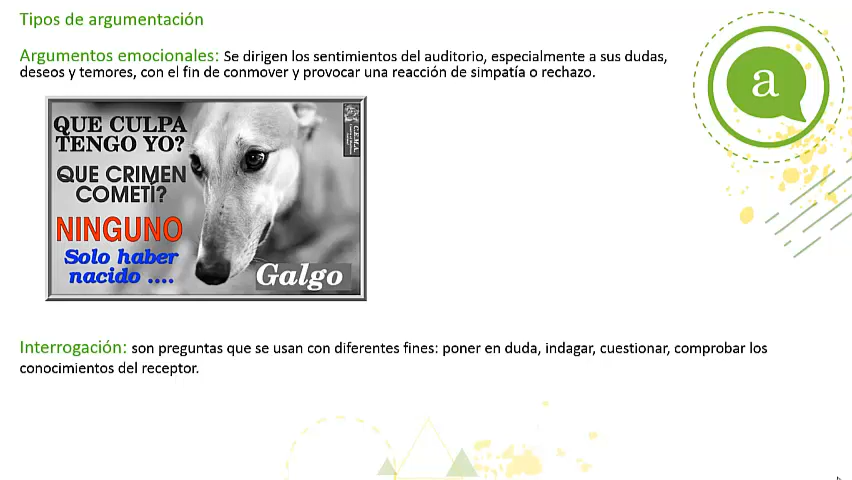 Tipos de argumentación
Argumentos emocionales: Se dirigen los sentimientos del auditorio, especialmente a sus dudas,
deseos y temores, con el fin de conmover y provocar una reacción de simpatía o rechazo.
a
QUE CULPA
TENGO YO?
QUE CRIMEN
COMETÍ?
NINGUNO
Solo haber
nacido ....
Galgo
Interrogación: son preguntas que se usan con diferentes fines: poner en duda, indagar, cuestionar, comprobar los
conocimientos del receptor.